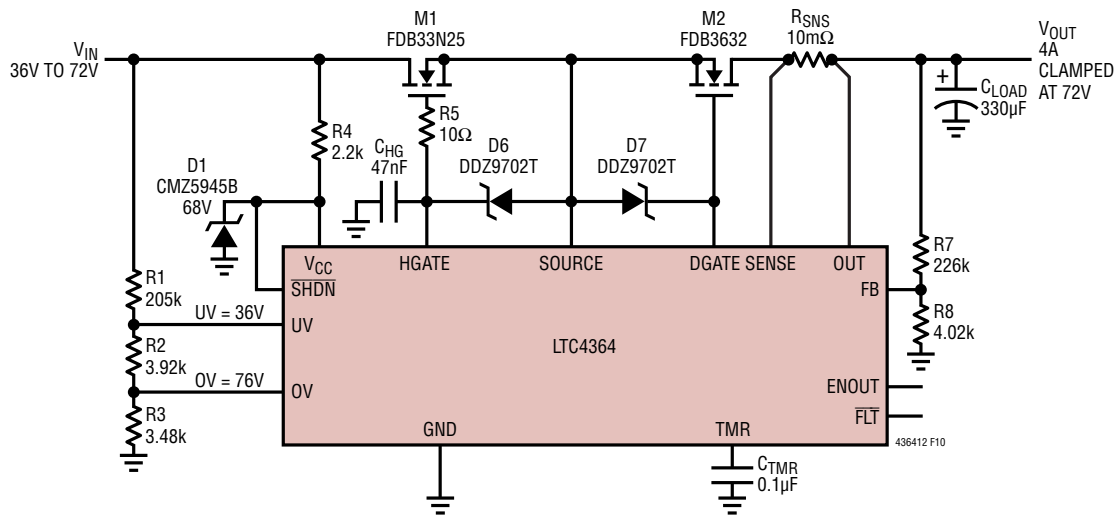 M1
FDB33N25
M2
FDB3632
RSNS
10mΩ
VIN
36V TO 72V
VOUT
4A
CLAMPED
AT 72V
+
CLOAD
330µF
R4
2.2k
R5
10Ω
CHG
47nF
D6
DDZ9702T
D7
DDZ9702T
D1
CMZ5945B
68V
R1
205k
R2
3.92k
R3
3.48k
UV = 36V
OV = 76V
VCC
HGATE
SOURCE
DGATE SENSE
OUT
SHDN
UV
OV
LTC4364
FB
ENOUT
FLT
GND
TMR
R7
226k
R8
4.02k
436412 F10
CTMR
0.1µF